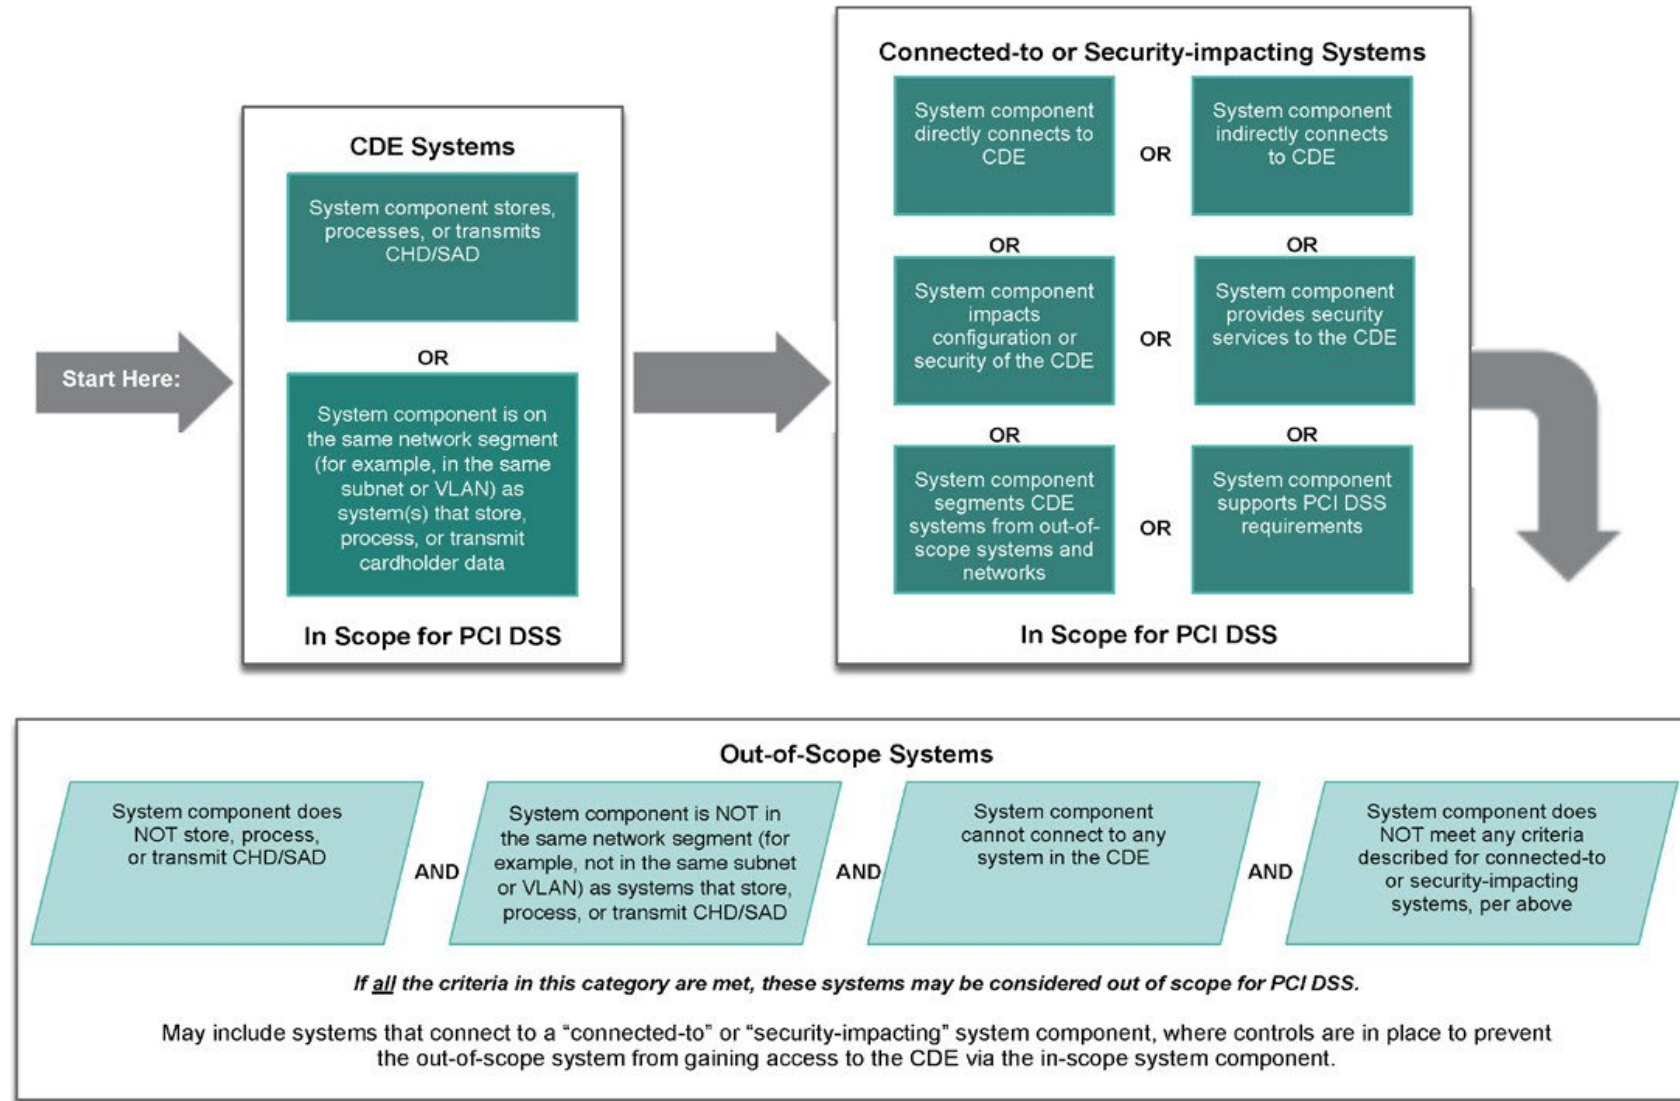 Start Here:
CDE Systems
System component stores,
processes, or transmits
CHD/SAD
OR
System component is on
the same network segment
(for example, in the same
subnet or VLAN) as
system(s) that store,
process, or transmit
cardholder data
In Scope for PCI DSS
Connected-to or Security-impacting Systems
System component
directly connects to
CDE
OR
System component
indirectly connects
to CDE
OR
OR
System component
impacts
configuration or
security of the CDE
OR
System component
provides security
services to the CDE
OR
OR
System component
segments CDE
systems from out-of-
scope systems and
networks
OR
System component
supports PCI DSS
requirements
In Scope for PCI DSS
Out-of-Scope Systems
System component does
NOT store, process,
or transmit CHD/SAD
AND
System component is NOT in
the same network segment (for
example, not in the same subnet
or VLAN) as systems that store,
process, or transmit CHD/SAD
AND
System component
cannot connect to any
system in the CDE
AND
System component does
NOT meet any criteria
described for connected-to
or security-impacting
systems, per above
If all the criteria in this category are met, these systems may be considered out of scope for PCI DSS.
May include systems that connect to a “connected-to” or “security-impacting” system component, where controls are in place to prevent
the out-of-scope system from gaining access to the CDE via the in-scope system component.